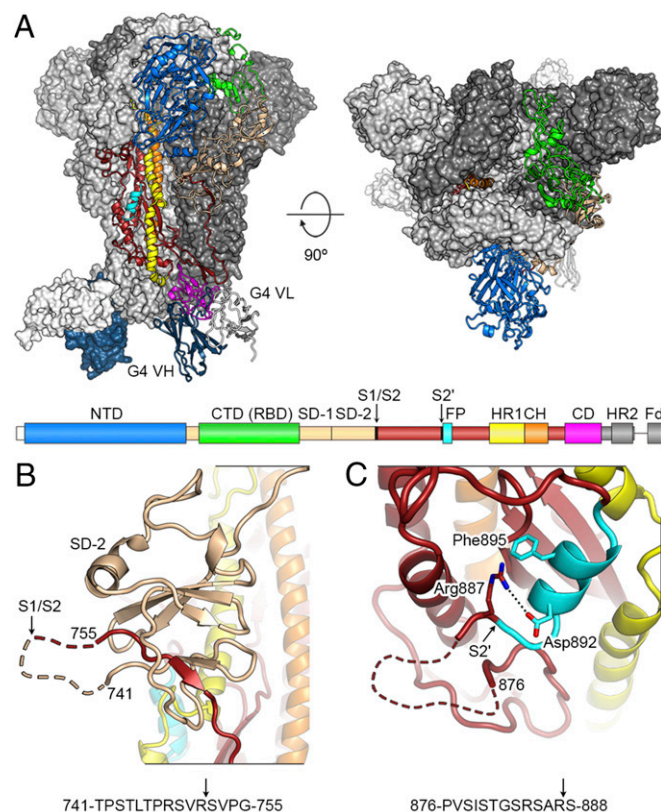 A
G4 VL
90°
G4 VH
S1/S2 S2'
NTD CTD (RBD) SD-1 SD-2 FP HR1 CH CD HR2 Fd
B C
SD-2
S1/S2
755
741
Phe895
Arg887
Asp892
S2'
876
741-TPSTLTPRSVRSVPG-755 876-PVSISTGSRSARS-888